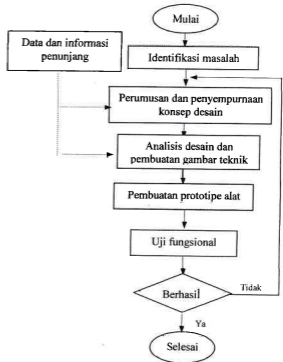 Mulai
Data dan informasi
penunjang
Identifikasi masalah
Perumusan dan penyempurnaan
konsep desain
Analisis desain dan
pembuatan gambar teknik
Pembuatan prototipe alat
Uji fungsional
Berhasil
Tidak
Ya
Selesai